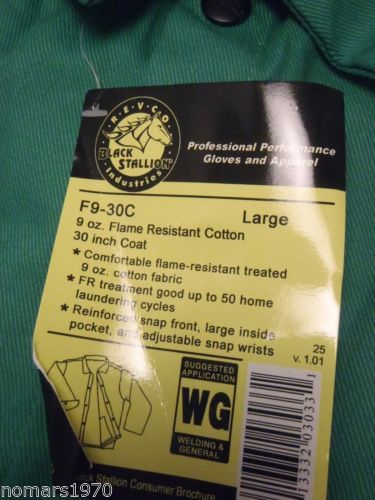 REVCO
BLACK STALLION
Industries
Professional Performance
Gloves and Apparel
F9-30C
Large
9 oz. Flame Resistant Cotton
30 inch Coat
* Comfortable flame-resistant treated
9 oz. cotton fabric
* FR treatment good up to 50 home
laundering cycles
* Reinforced snap front, large inside
pocket, and adjustable snap wrists
25
v. 1.01
SUGGESTED
APPLICATION
WG
WELDING &
GENERAL
Stallion Consumer Brochure
nomars1970